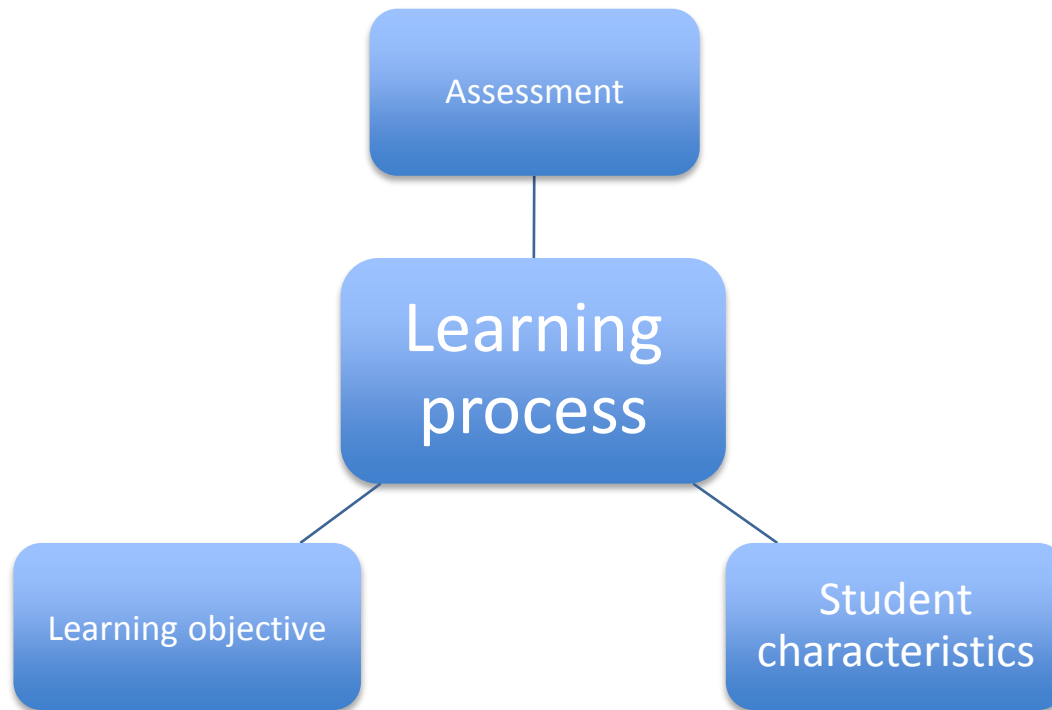 Assessment
Learning
process
Learning objective
Student
characteristics